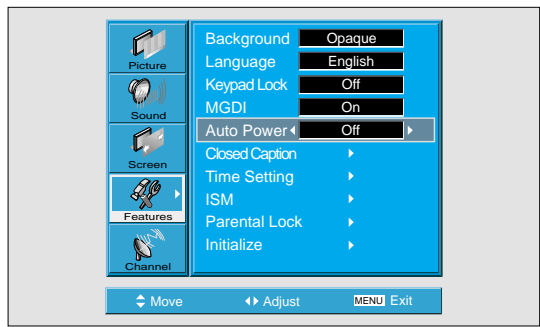 Picture
Sound
Screen
Features
Channel
Background Opaque
Language English
Keypad Lock Off
MGDI On
Auto Power Off
Closed Caption
Time Setting
ISM
Parental Lock
Initialize
Move Adjust MENU Exit